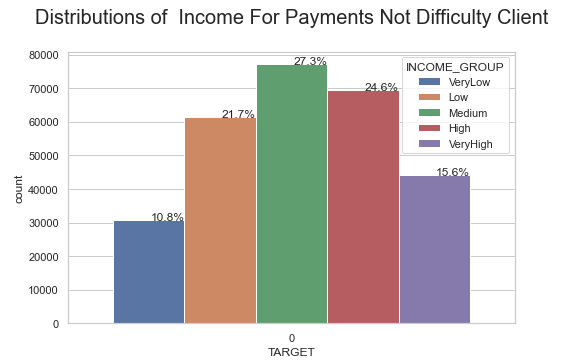 Distributions of  Income For Payments Not Difficulty Client
80000
70000
60000
50000
40000
30000
20000
10000
0
count
10.8%
21.7%
27.3%
24.6%
15.6%
INCOME_GROUP
VeryLow
Low
Medium
High
VeryHigh
0
TARGET